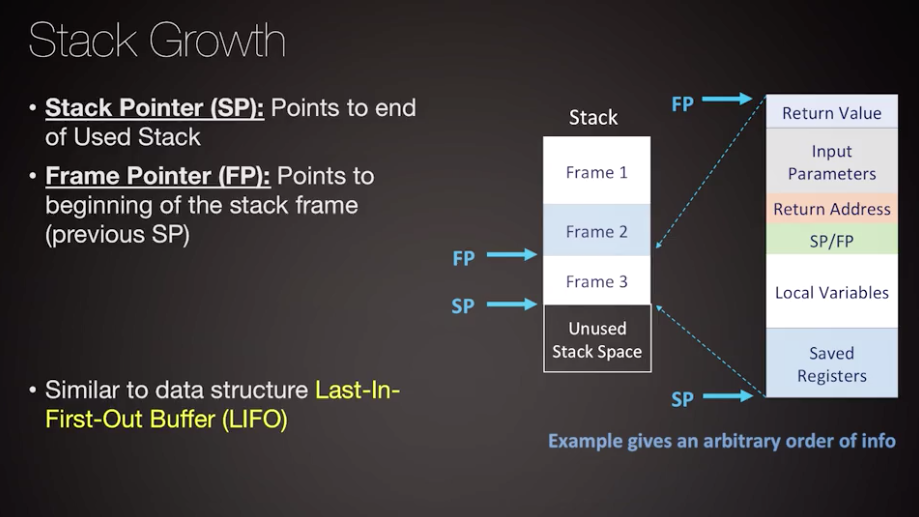 Stack Growth
• Stack Pointer (SP): Points to end
of Used Stack
• Frame Pointer (FP): Points to
beginning of the stack frame
(previous SP)
• Similar to data structure Last-In-
First-Out Buffer (LIFO)
Stack
Frame 1
Frame 2
FP
Frame 3
SP
Unused
Stack Space
FP
Return Value
Input
Parameters
Return Address
SP/FP
Local Variables
Saved
Registers
SP
Example gives an arbitrary order of info